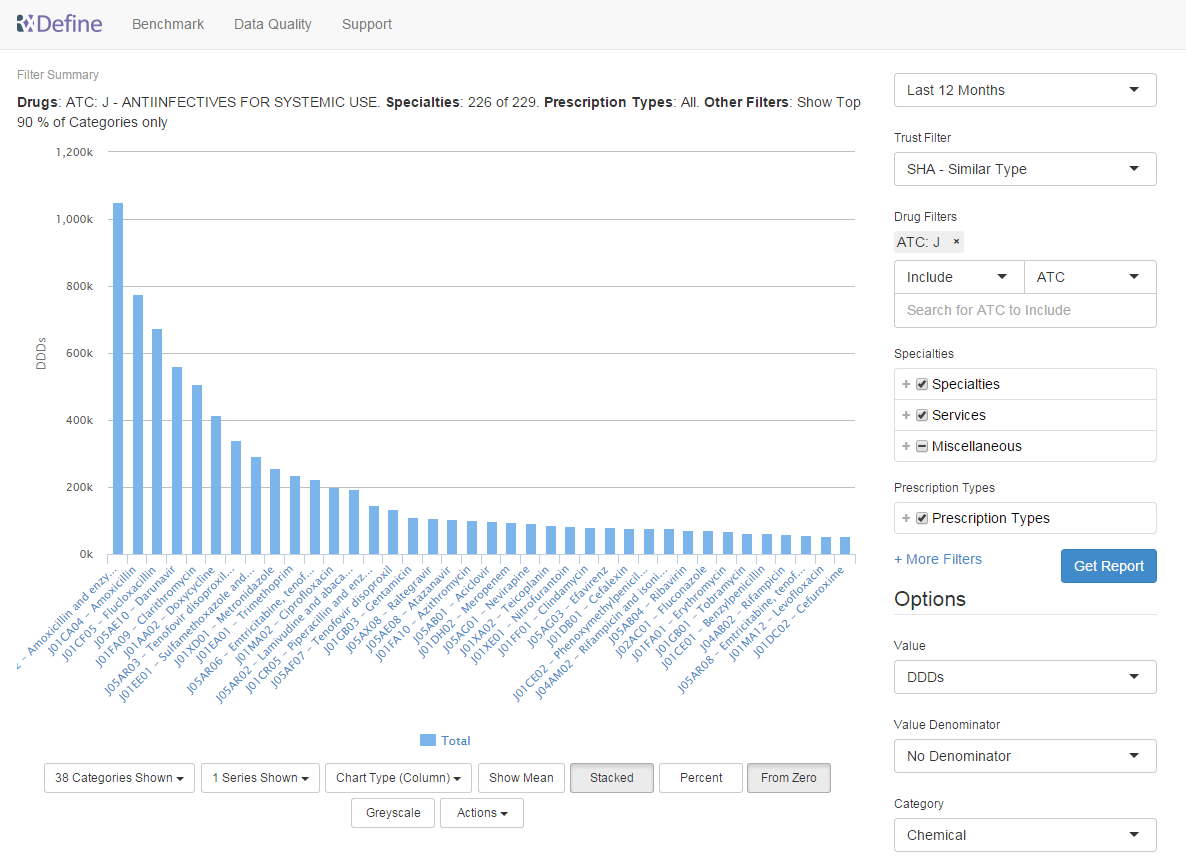 RxDefine Benchmark Data Quality Support
Filter Summary
Drugs: ATC: J - ANTIINFECTIVES FOR SYSTEMIC USE. Specialties: 226 of 229. Prescription Types: All. Other Filters: Show Top
90 % of Categories only
1,200k
1,000k
800k
600k
400k
200k
0k
DDDs
- Amoxicillin and enzy...
J01CA04 - Amoxicillin
J01CF05 - Flucloxacillin
J05AE10 - Darunavir
J01FA09 - Clarithromycin
J01AA02 - Doxycycline
J05AR03 - Tenofovir disoproxil...
J01EE01 - Sulfamethoxazole and...
J01XD01 - Metronidazole
J01EA01 - Trimethoprim
J05AR06 - Emtricitabine, tenof...
J01MA02 - Ciprofloxacin
J05AR02 - Lamivudine and abaca...
J01CR05 - Piperacillin and enz...
J05AF07 - Tenofovir disoproxil
J01GB03 - Gentamicin
J05AX08 - Raltegravir
J05AE08 - Atazanavir
J01FA10 - Azithromycin
J05AB01 - Aciclovir
J01DH02 - Meropenem
J05AG01 - Nevirapine
J01XA02 - Teicoplanin
J01XE01 - Nitrofurantoin
J01FF01 - Clindamycin
J05AG03 - Efavirenz
J01DB01 - Cefalexin
J01CE02 - Phenoxymethylpenicil...
J04AM02 - Rifampicin and isoni...
J05AB04 - Ribavirin
J02AC01 - Fluconazole
J01FA01 - Erythromycin
J01GB01 - Tobramycin
J01CE01 - Benzylpenicillin
J04AB02 - Rifampicin
J05AR08 - Emtricitabine, tenof...
J01MA12 - Levofloxacin
J01DC02 - Cefuroxime
Total
38 Categories Shown 1 Series Shown Chart Type (Column) Show Mean Stacked Percent From Zero
Greyscale Actions
Last 12 Months
Trust Filter
SHA - Similar Type
Drug Filters
ATC: J ×
Include ATC
Search for ATC to Include
Specialties
+ Specialties
+ Services
+ Miscellaneous
Prescription Types
+ Prescription Types
+ More Filters Get Report
Options
Value
DDDs
Value Denominator
No Denominator
Category
Chemical